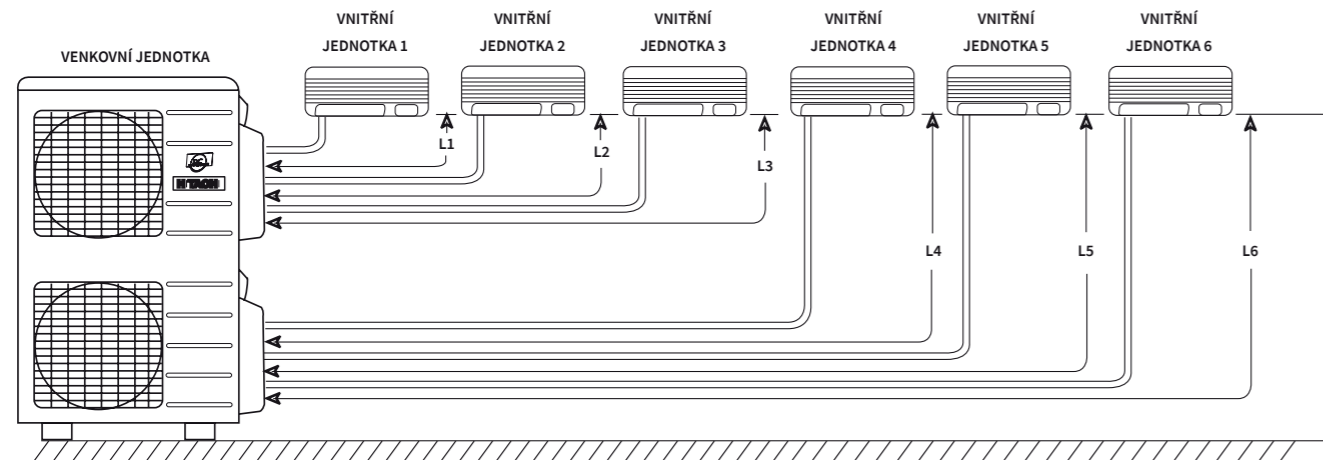 VENKOVNÍ JEDNOTKA
VNITŘNÍ
JEDNOTKA 1
VNITŘNÍ
JEDNOTKA 2
VNITŘNÍ
JEDNOTKA 3
VNITŘNÍ
JEDNOTKA 4
VNITŘNÍ
JEDNOTKA 5
VNITŘNÍ
JEDNOTKA 6
L1
L2
L3
L4
L5
L6